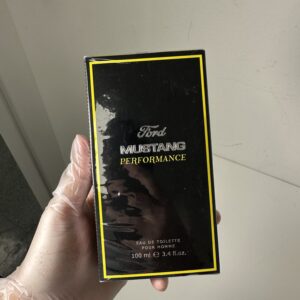 Ford
MUSTANG
PERFORMANCE
EAU DE TOILETTE
POUR HOMME
100 ml ℮ 3.4 fl.oz.